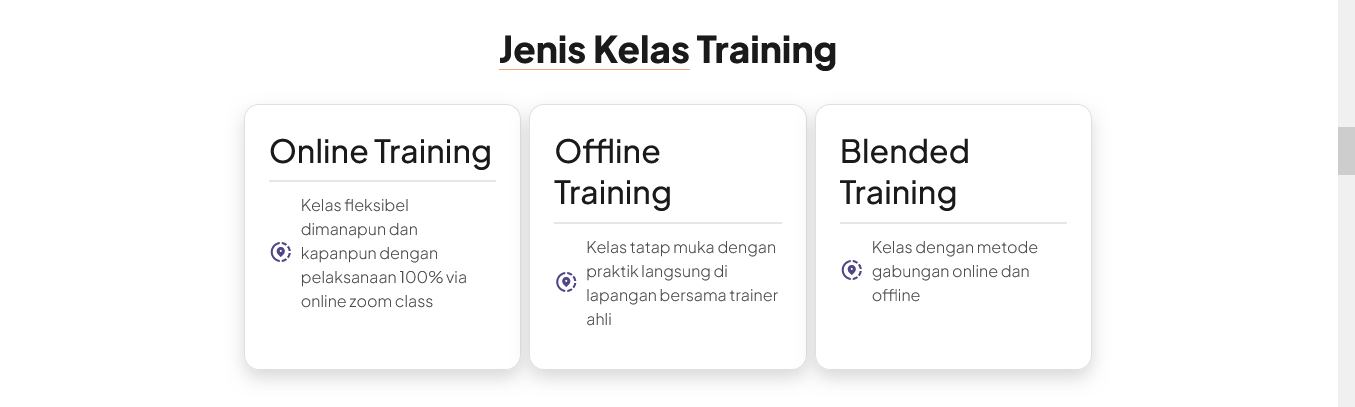 Jenis Kelas Training
Online Training
Kelas fleksibel
dimanapun dan
kapanpun dengan
pelaksanaan 100% via
online zoom class
Offline
Training
Kelas tatap muka dengan
praktik langsung di
lapangan bersama trainer
ahli
Blended
Training
Kelas dengan metode
gabungan online dan
offline